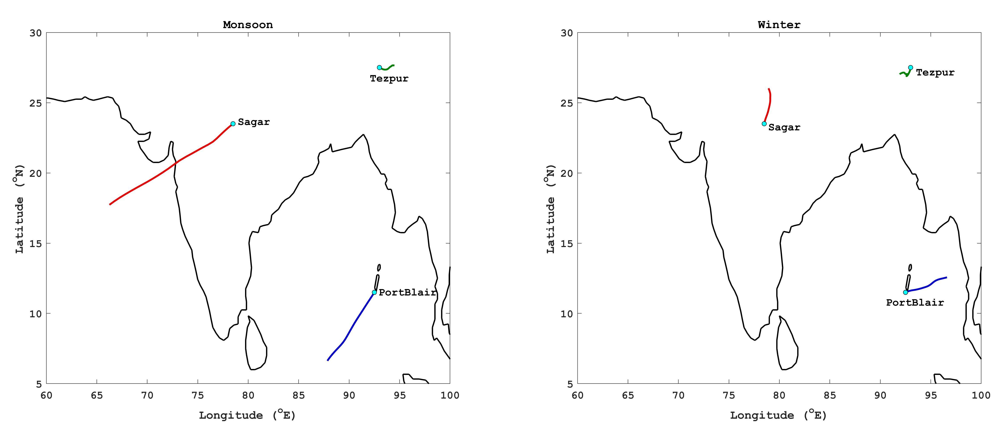 Monsoon
30
25
20
15
10
5
Latitude (°N)
Tezpur
Sagar
PortBlair
60 65 70 75 80 85 90 95 100
Longitude (°E)
Winter
30
25
20
15
10
5
Latitude (°N)
Tezpur
Sagar
PortBlair
60 65 70 75 80 85 90 95 100
Longitude (°E)